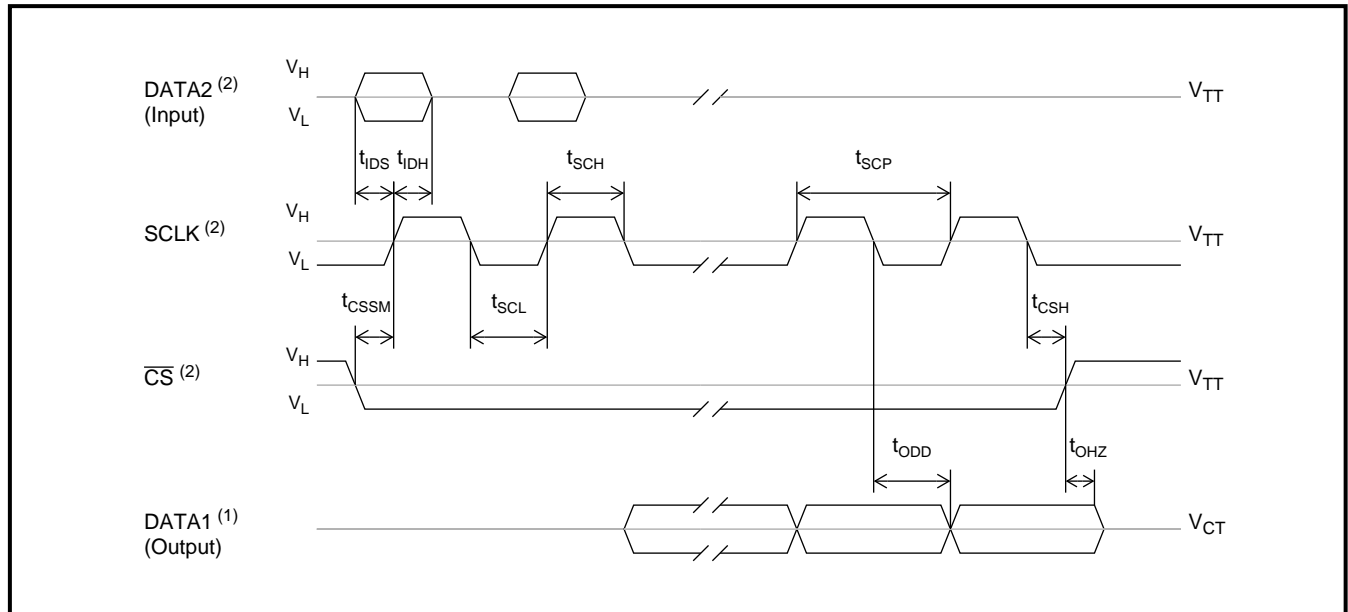 V_H
DATA2 (2)
(Input)
V_L
V_TT
t_IDS t_IDH
t_SCH
t_SCP
V_H
SCLK (2)
V_L
V_TT
t_CSSM
t_SCL
t_CSH
V_H
C̅S̅ (2)
V_L
V_TT
t_ODD
t_OHZ
DATA1 (1)
(Output)
V_CT